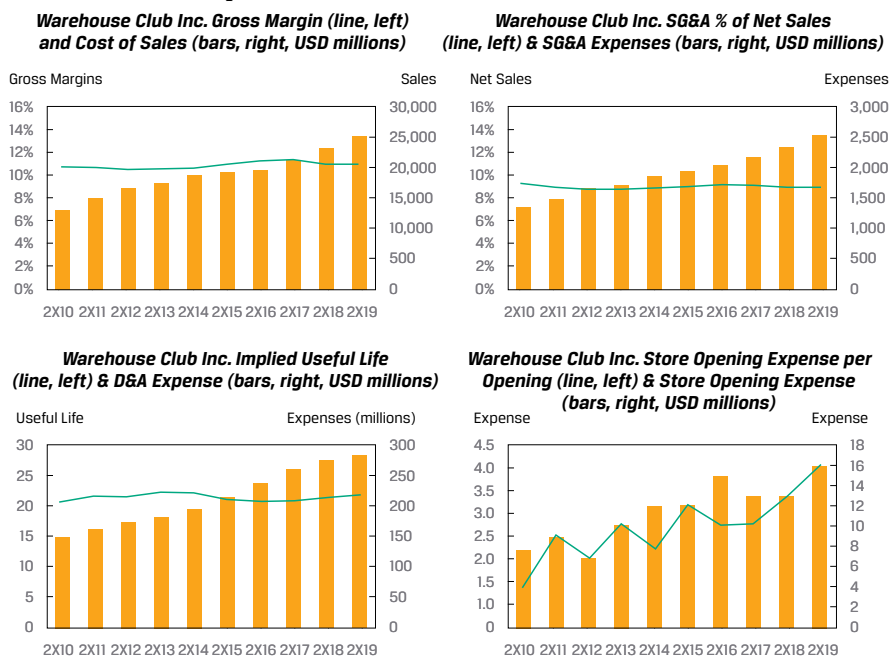 Warehouse Club Inc. Gross Margin (line, left)
and Cost of Sales (bars, right, USD millions)
Gross Margins Sales
16% 30,000
14% 25,000
12% 20,000
10% 15,000
8% 10,000
6% 1,000
4% 500
2% 0
0%
2X10 2X11 2X12 2X13 2X14 2X15 2X16 2X17 2X18 2X19
Warehouse Club Inc. SG&A % of Net Sales
(line, left) & SG&A Expenses (bars, right, USD millions)
Net Sales Expenses
16% 3,000
14% 2,500
12% 2,000
10% 1,500
8% 1,000
6% 500
4% 0
2%
0%
2X10 2X11 2X12 2X13 2X14 2X15 2X16 2X17 2X18 2X19
Warehouse Club Inc. Implied Useful Life
(line, left) & D&A Expense (bars, right, USD millions)
Useful Life Expenses (millions)
30 300
25 250
20 200
15 150
10 100
5 50
0 0
2X10 2X11 2X12 2X13 2X14 2X15 2X16 2X17 2X18 2X19
Warehouse Club Inc. Store Opening Expense per
Opening (line, left) & Store Opening Expense
(bars, right, USD millions)
Expense Expense
4.5 18
4.0 16
3.5 14
3.0 12
2.5 10
2.0 8
1.5 6
1.0 4
0 2
0
2X10 2X11 2X12 2X13 2X14 2X15 2X16 2X17 2X18 2X19